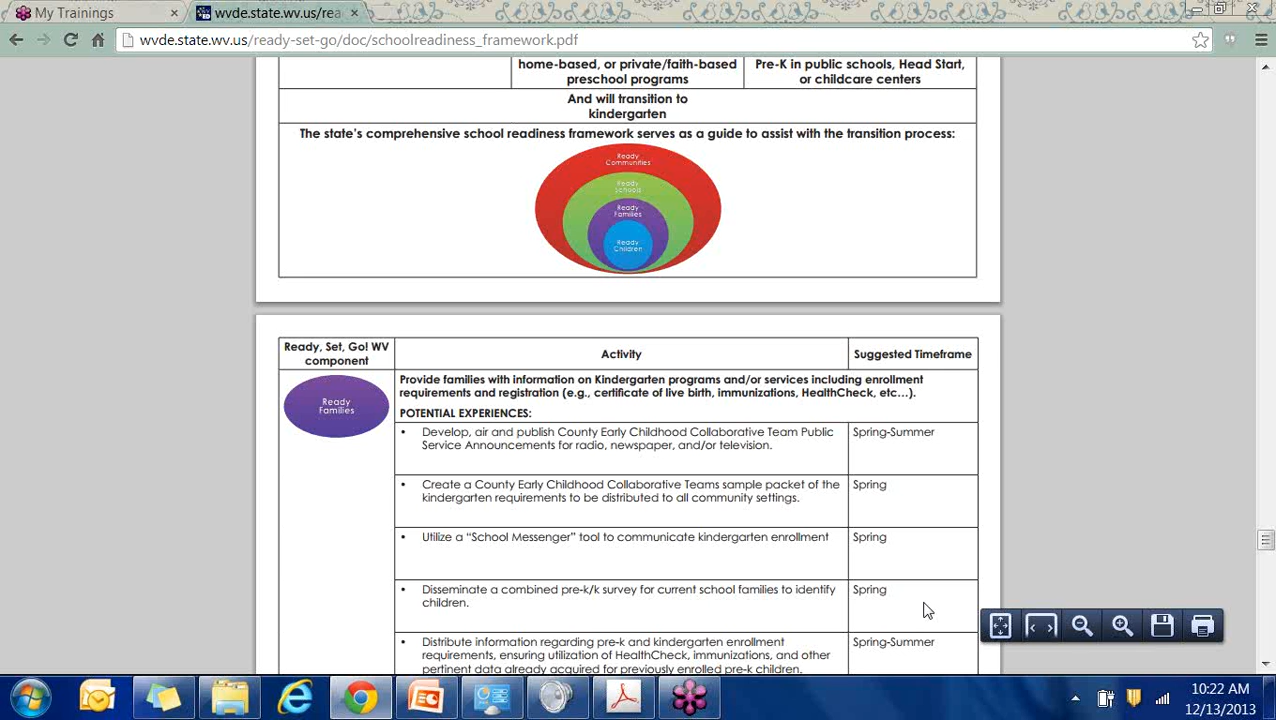 My Trainings
wvde.state.wv.us/rea
wvde.state.wv.us/ready-set-go/doc/schoolreadiness_framework.pdf
home-based, or private/faith-based
preschool programs
Pre-K in public schools, Head Start,
or childcare centers
And will transition to
kindergarten
The state's comprehensive school readiness framework serves as a guide to assist with the transition process:
Ready
Communities
Ready
School
Ready
Families
Ready
Children
Ready, Set, Go! WV
component
Activity
Suggested Timeframe
Ready
Families
Provide families with information on Kindergarten programs and/or services including enrollment
requirements and registration (e.g., certificate of live birth, immunizations, HealthCheck, etc...).
POTENTIAL EXPERIENCES:
• Develop, air and publish County Early Childhood Collaborative Team Public
Service Announcements for radio, newspaper, and/or television.
Spring-Summer
• Create a County Early Childhood Collaborative Teams sample packet of the
kindergarten requirements to be distributed to all community settings.
Spring
• Utilize a "School Messenger" tool to communicate kindergarten enrollment
Spring
• Disseminate a combined pre-k/k survey for current school families to identify
children.
Spring
• Distribute information regarding pre-k and kindergarten enrollment
requirements, ensuring utilization of HealthCheck, immunizations, and other
pertinent data already acquired for previously enrolled pre-k children.
Spring-Summer
10:22 AM
12/13/2013